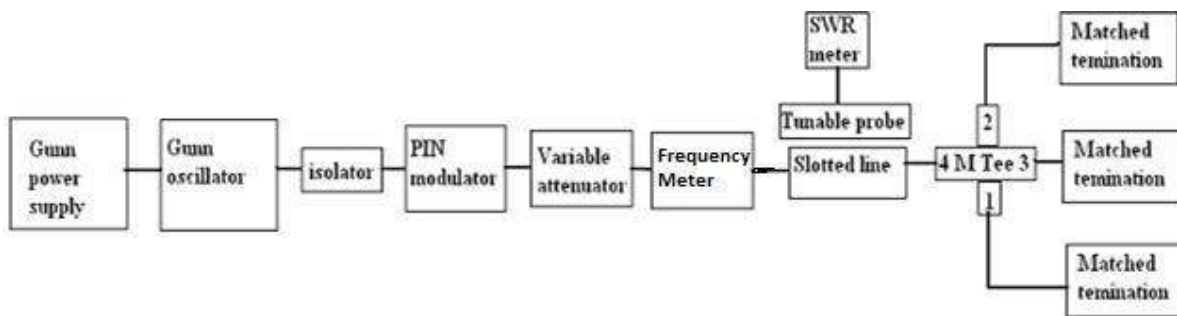 Gunn
power
supply
Gunn
oscillator
isolator
PIN
modulator
Variable
attenuator
Frequency
Meter
SWR
meter
Tunable probe
Slotted line
2
4 M Tee 3
1
Matched
temination
Matched
temination
Matched
temination